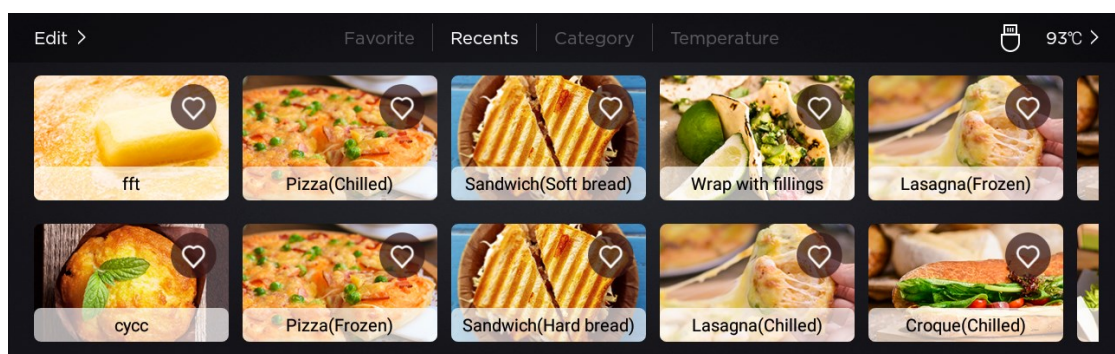 Edit >
Favorite
Recents
Category
Temperature
93℃ >
fft
Pizza(Chilled)
Sandwich(Soft bread)
Wrap with fillings
Lasagna(Frozen)
cycc
Pizza(Frozen)
Sandwich(Hard bread)
Lasagna(Chilled)
Croque(Chilled)